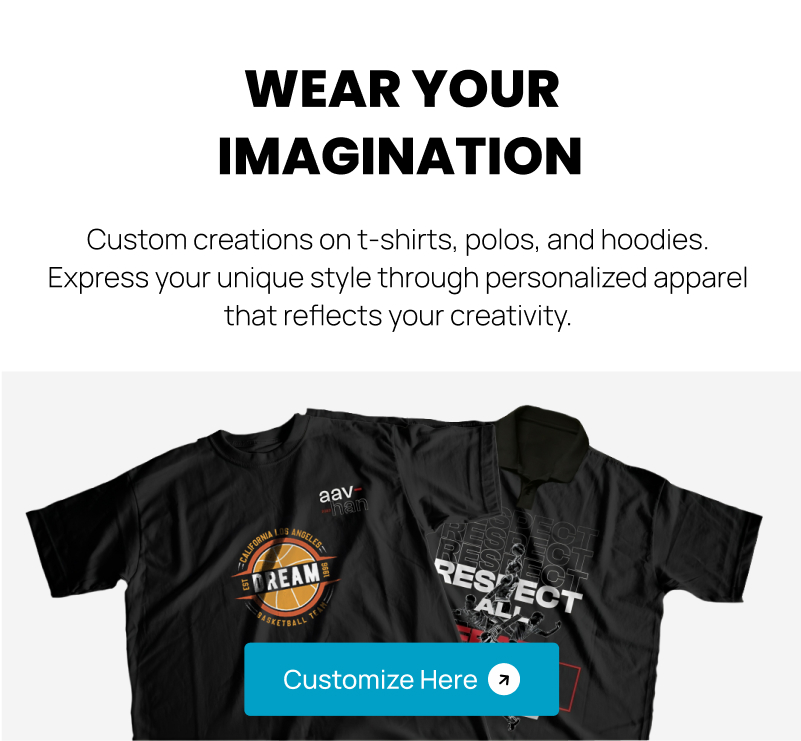 WEAR YOUR
IMAGINATION
Custom creations on t-shirts, polos, and hoodies.
Express your unique style through personalized apparel
that reflects your creativity.
aav-
-nan
CALIFORNIA LOS ANGELES
EST DREAM 1998
BASKETBALL TEAM
RESPECT
RESPECT
RESPECT
RESPECT
ALL
Customize Here